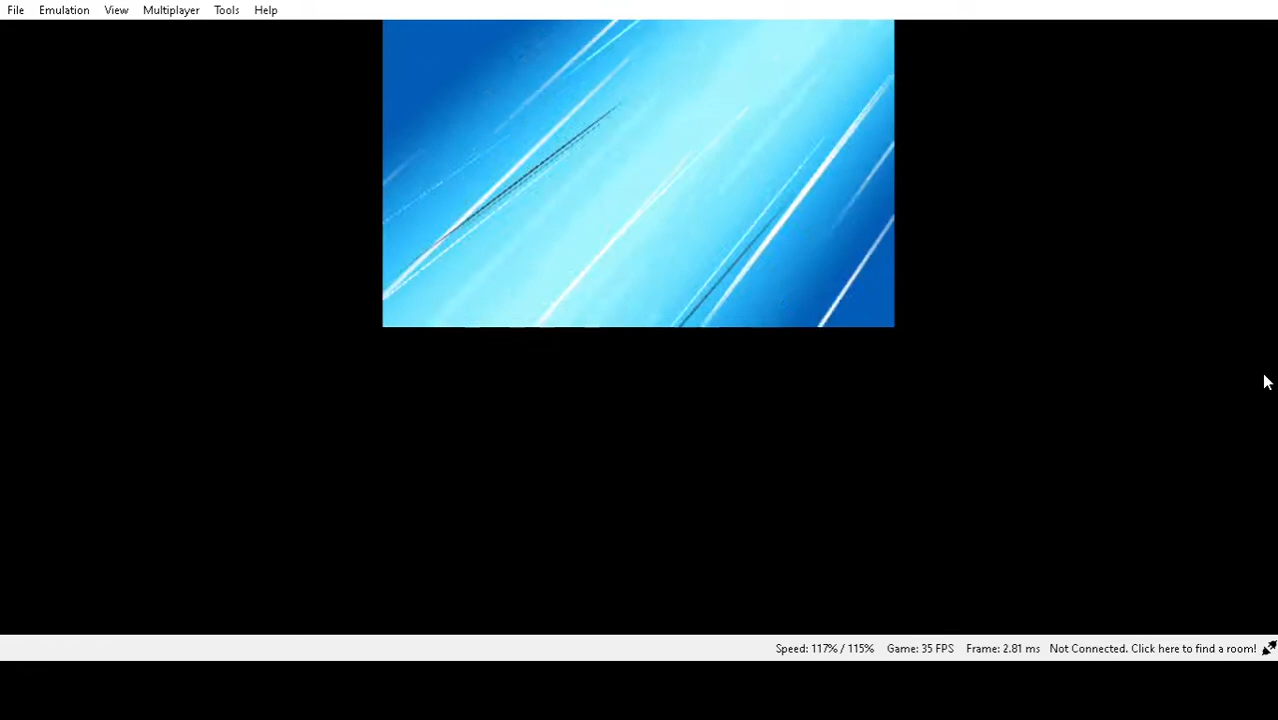 File Emulation View Multiplayer Tools Help
Speed: 117% / 115% Game: 35 FPS Frame: 2.81 ms Not Connected. Click here to find a room!